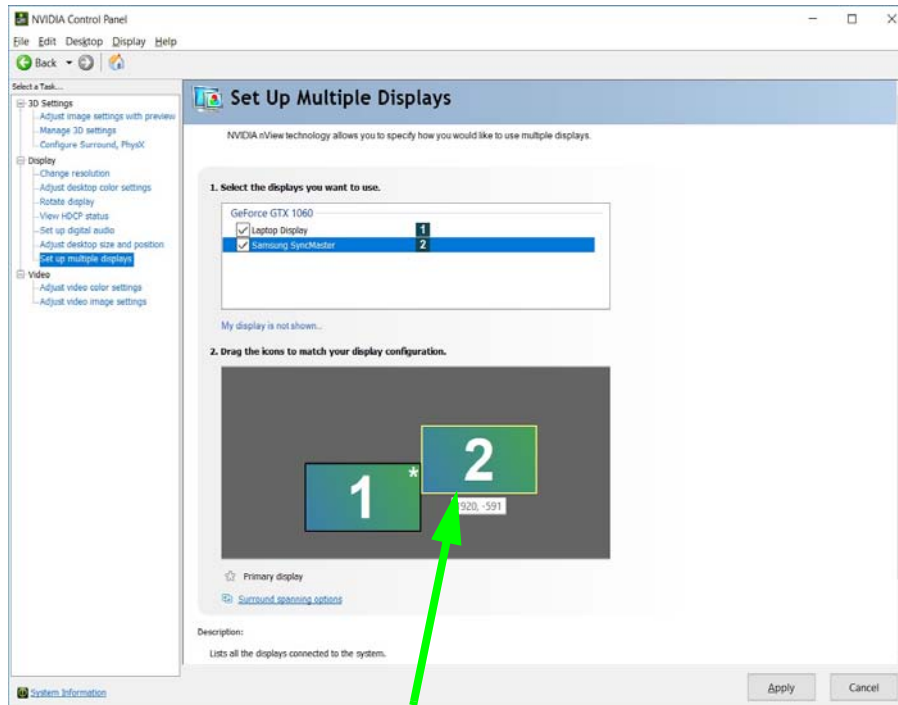 NVIDIA Control Panel
File Edit Desktop Display Help
Back
Select a Task...
3D Settings
Adjust image settings with preview
Manage 3D settings
Configure Surround, PhysX
Display
Change resolution
Adjust desktop color settings
Rotate display
View HDCP status
Set up digital audio
Adjust desktop size and position
Set up multiple displays
Video
Adjust video color settings
Adjust video image settings
System Information
Set Up Multiple Displays
NVIDIA nView technology allows you to specify how you would like to use multiple displays.
1. Select the displays you want to use.
GeForce GTX 1060
Laptop Display 1
Samsung SyncMaster 2
My display is not shown...
2. Drag the icons to match your display configuration.
1 *
2
1920, -591
Primary display
Surround spanning options
Description:
Lists all the displays connected to the system.
Apply Cancel